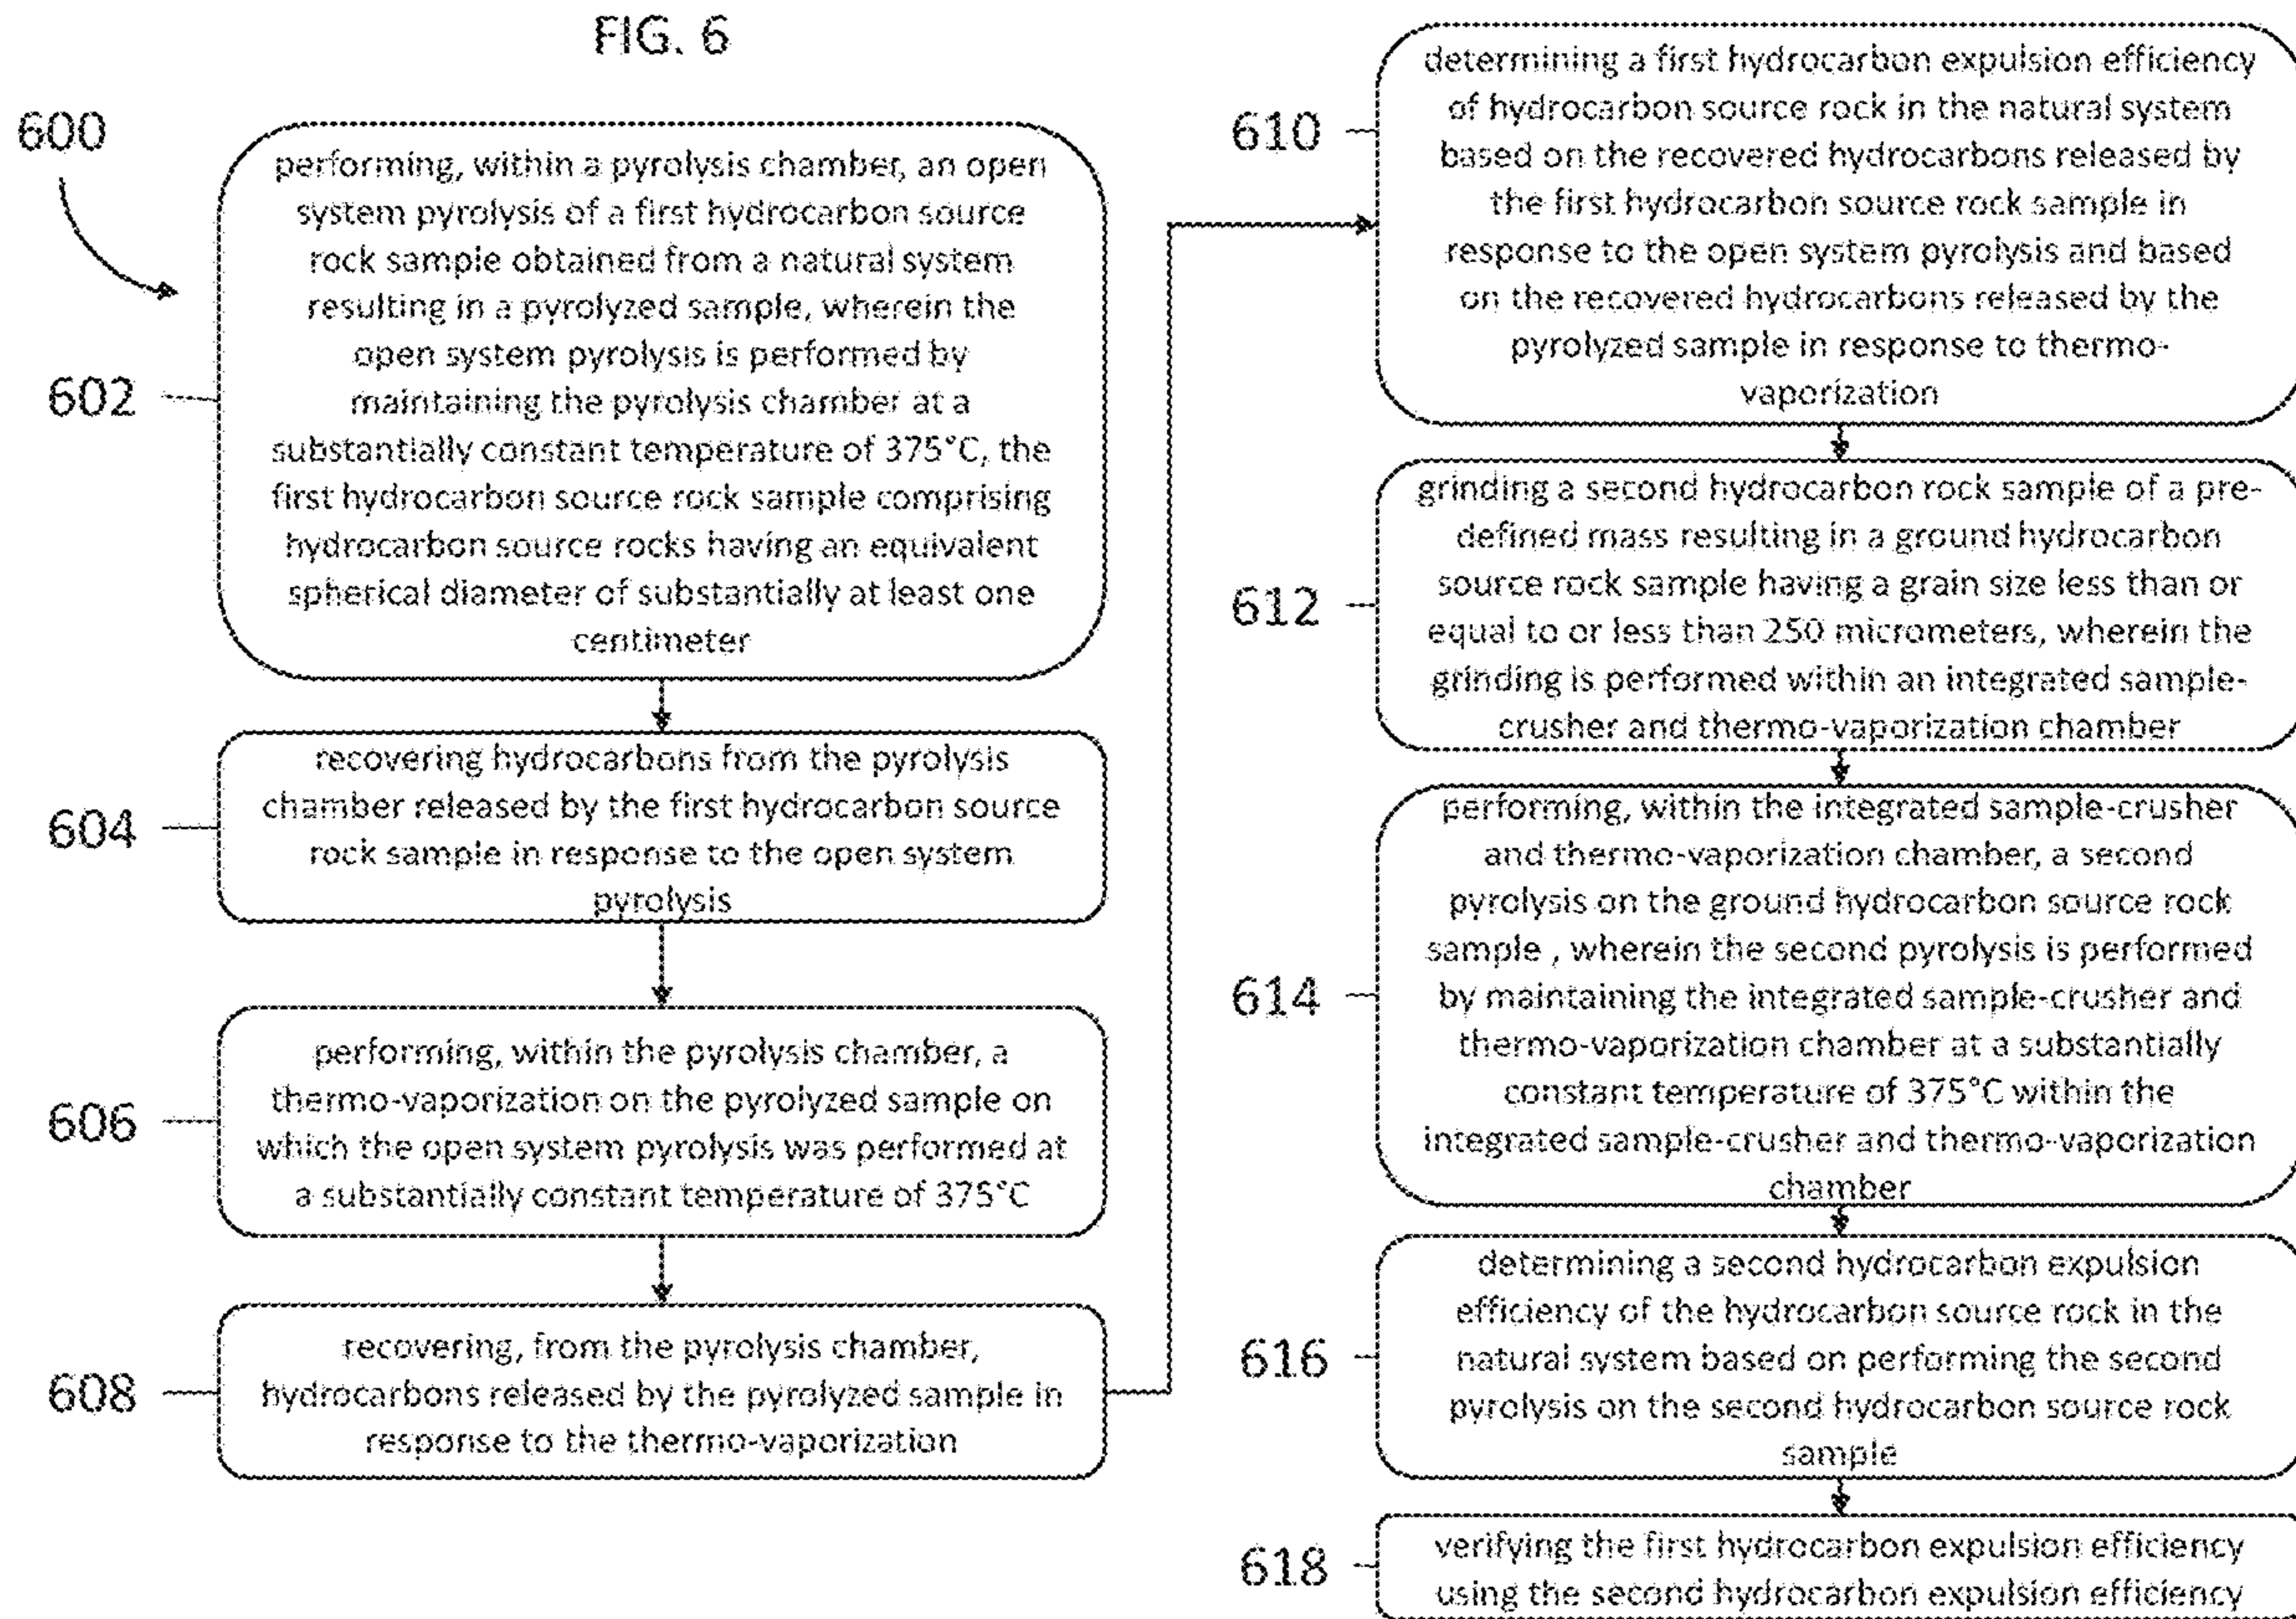 FIG. 6
600
602
performing, within a pyrolysis chamber, an open
system pyrolysis of a first hydrocarbon source
rock sample obtained from a natural system
resulting in a pyrolyzed sample, wherein the
open system pyrolysis is performed by
maintaining the pyrolysis chamber at a
substantially constant temperature of 375°C, the
first hydrocarbon source rock sample comprising
hydrocarbon source rocks having an equivalent
spherical diameter of substantially at least one
centimeter
604
recovering hydrocarbons from the pyrolysis
chamber released by the first hydrocarbon source
rock sample in response to the open system
pyrolysis
606
performing, within the pyrolysis chamber, a
thermo-vaporization on the pyrolyzed sample on
which the open system pyrolysis was performed at
a substantially constant temperature of 375°C
608
recovering, from the pyrolysis chamber,
hydrocarbons released by the pyrolyzed sample in
response to the thermo-vaporization
610
determining a first hydrocarbon expulsion efficiency
of hydrocarbon source rock in the natural system
based on the recovered hydrocarbons released by
the first hydrocarbon source rock sample in
response to the open system pyrolysis and based
on the recovered hydrocarbons released by the
pyrolyzed sample in response to thermo-
vaporization
612
grinding a second hydrocarbon rock sample of a pre-
defined mass resulting in a ground hydrocarbon
source rock sample having a grain size less than or
equal to or less than 250 micrometers, wherein the
grinding is performed within an integrated sample-
crusher and thermo-vaporization chamber
614
performing, within the integrated sample-crusher
and thermo-vaporization chamber, a second
pyrolysis on the ground hydrocarbon source rock
sample , wherein the second pyrolysis is performed
by maintaining the integrated sample-crusher and
thermo-vaporization chamber at a substantially
constant temperature of 375°C within the
integrated sample-crusher and thermo-vaporization
chamber
616
determining a second hydrocarbon expulsion
efficiency of the hydrocarbon source rock in the
natural system based on performing the second
pyrolysis on the second hydrocarbon source rock
sample
618
verifying the first hydrocarbon expulsion efficiency
using the second hydrocarbon expulsion efficiency